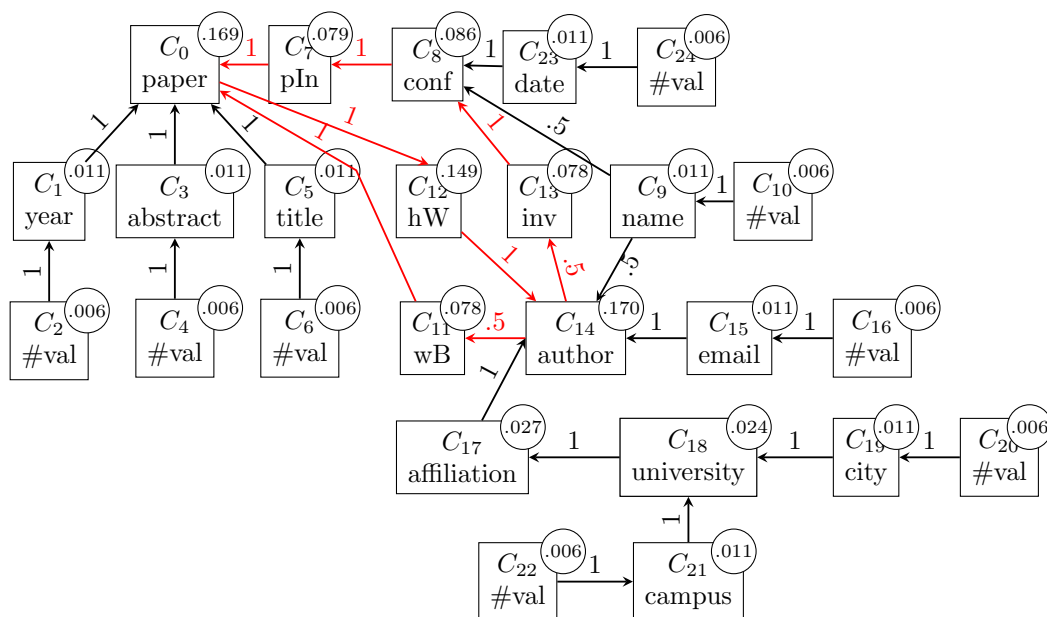 C₀ .169
paper
1
C₇ .079
pIn
1
C₈ .086
conf
1
C₂₃ .011
date
1
C₂₄ .006
#val
1
1
1
1
1
.5
1
C₁ .011
year
C₃ .011
abstract
C₅ .011
title
C₁₂ .149
hW
C₁₃ .078
inv
C₉ .011
name
1
C₁₀ .006
#val
1
1
1
1
.5
.5
C₂ .006
#val
C₄ .006
#val
C₆ .006
#val
C₁₁ .078
wB
.5
C₁₄ .170
author
1
C₁₅ .011
email
1
C₁₆ .006
#val
1
C₁₇ .027
affiliation
1
C₁₈ .024
university
1
C₁₉ .011
city
1
C₂₀ .006
#val
1
C₂₂ .006
#val
1
C₂₁ .011
campus